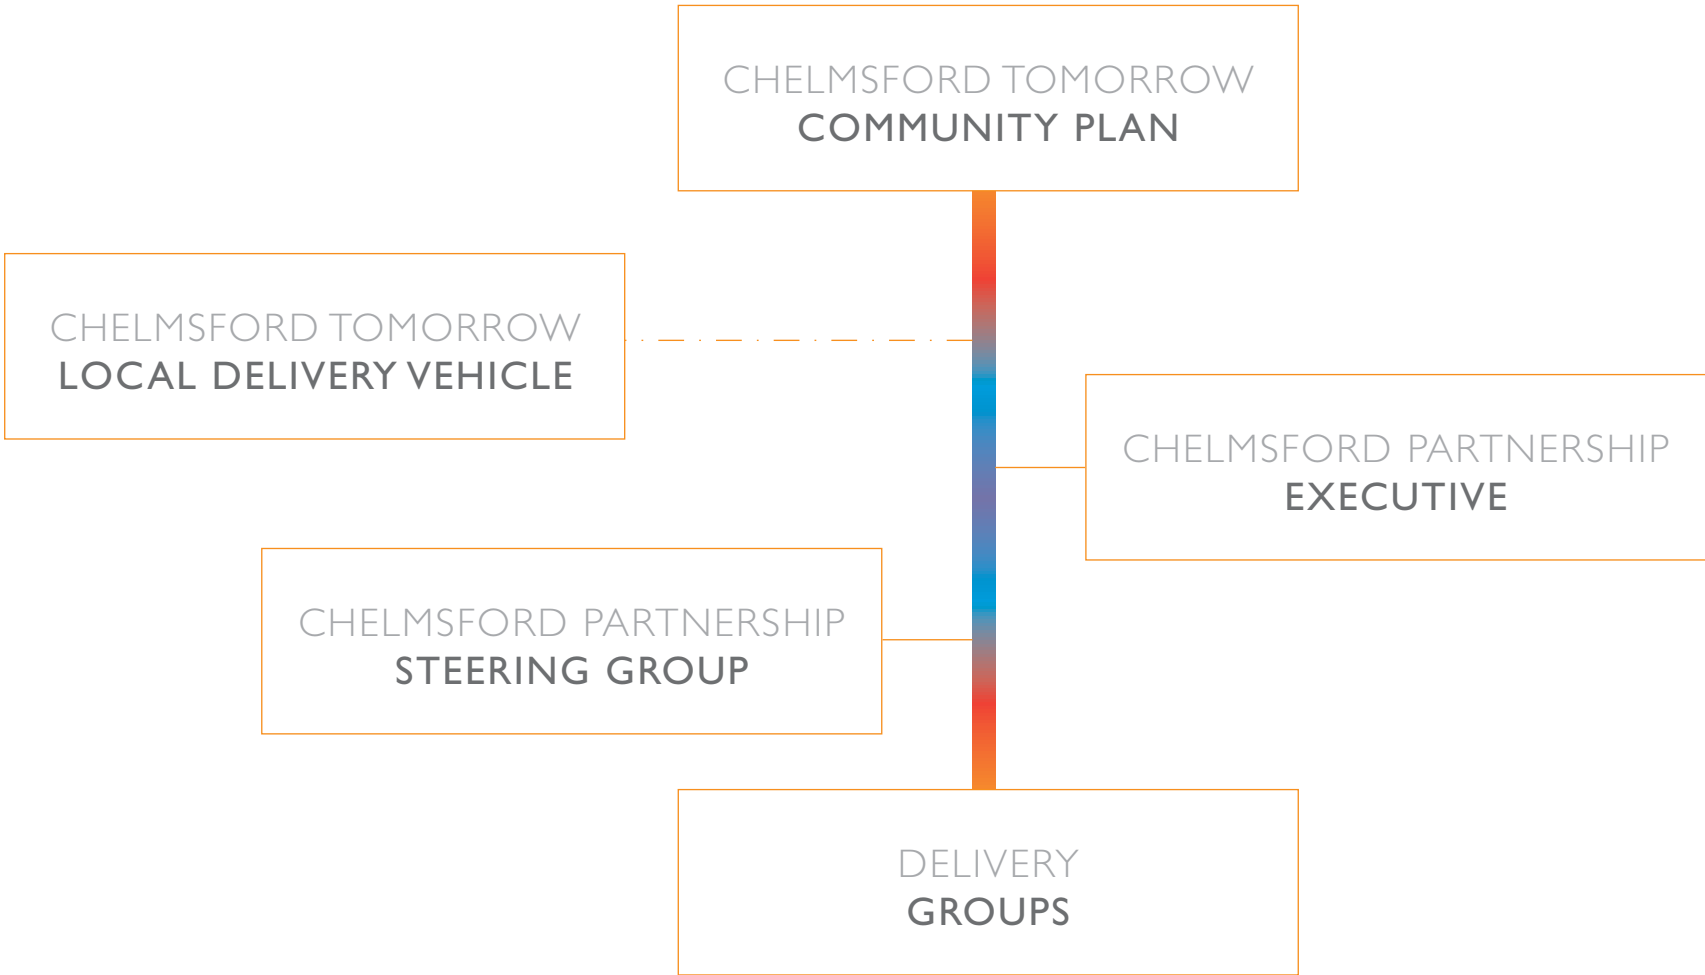 CHELMSFORD TOMORROW
COMMUNITY PLAN
CHELMSFORD TOMORROW
LOCAL DELIVERY VEHICLE
CHELMSFORD PARTNERSHIP
EXECUTIVE
CHELMSFORD PARTNERSHIP
STEERING GROUP
DELIVERY
GROUPS